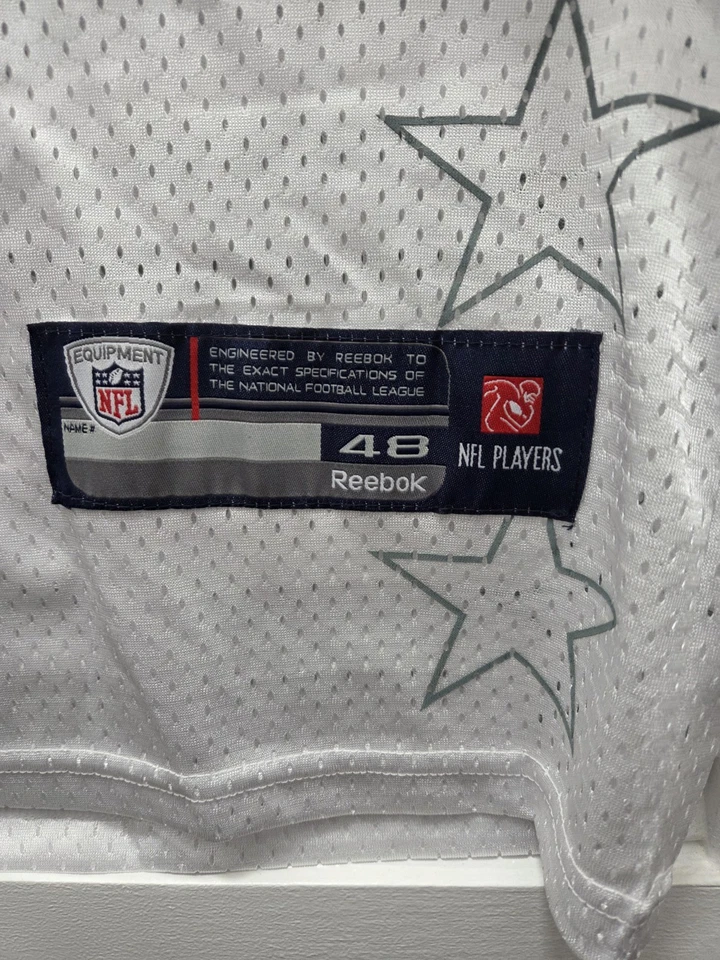 EQUIPMENT
NFL
ENGINEERED BY REEBOK TO
THE EXACT SPECIFICATIONS OF
THE NATIONAL FOOTBALL LEAGUE
NAME #
48
Reebok
NFL PLAYERS